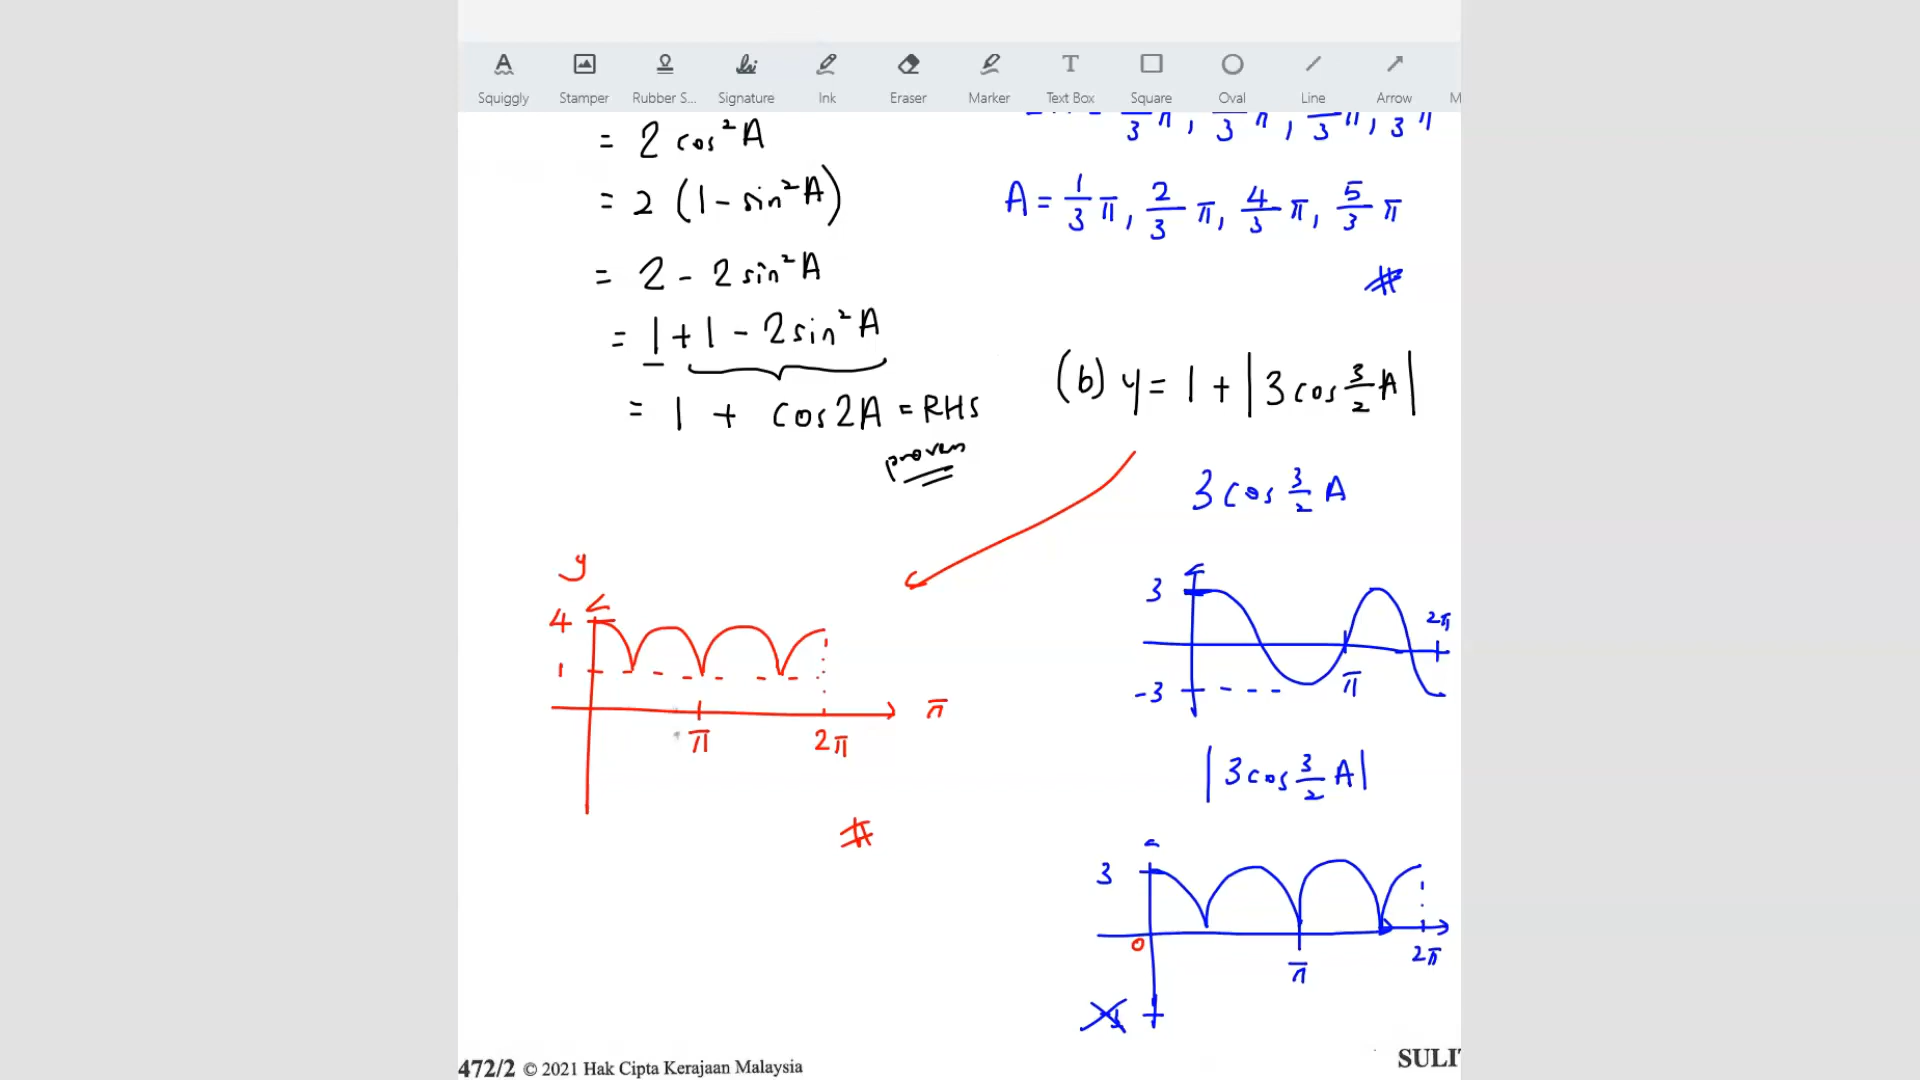 Squiggly Stamper Rubber S... Signature Ink Eraser Marker Text Box Square Oval Line Arrow M
= 2 cos²A
= 2 (1 - sin²A)
= 2 - 2 sin²A
= 1 + 1 - 2 sin²A
= 1 + cos2A = RHS
proven
A = 1/3 π, 2/3 π, 4/3 π, 5/3 π
#
(b) y = 1 + |3 cos 3/2 A|
3 cos 3/2 A
3
2π
-3
π
|3 cos 3/2 A|
3
0
π
2π
y
4
1
π
π
2π
#
472/2 © 2021 Hak Cipta Kerajaan Malaysia
SULI